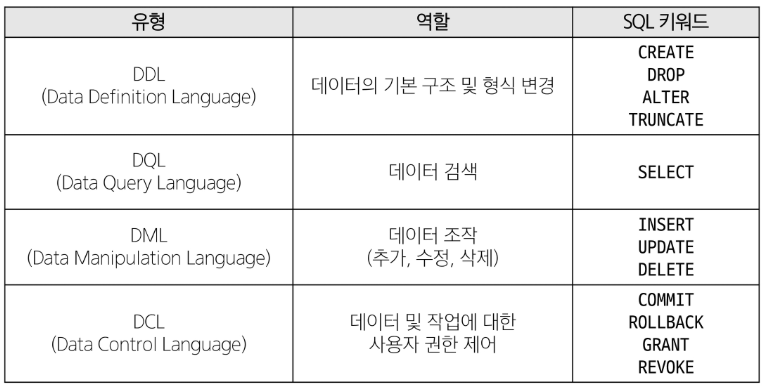 유형 역할 SQL 키워드
DDL
(Data Definition Language)
데이터의 기본 구조 및 형식 변경
CREATE
DROP
ALTER
TRUNCATE
DQL
(Data Query Language)
데이터 검색
SELECT
DML
(Data Manipulation Language)
데이터 조작
(추가, 수정, 삭제)
INSERT
UPDATE
DELETE
DCL
(Data Control Language)
데이터 및 작업에 대한
사용자 권한 제어
COMMIT
ROLLBACK
GRANT
REVOKE